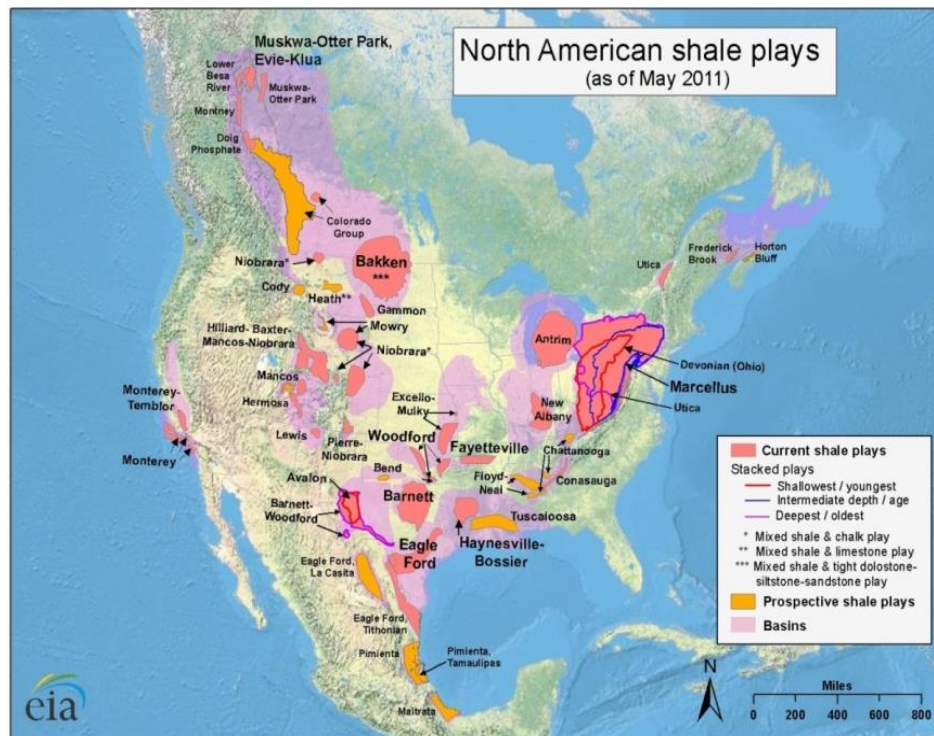 North American shale plays
(as of May 2011)
Muskwa-Otter Park,
Evie-Klua
Lower
Besa
River
Muskwa-
Otter Park
Montney
Doig
Phosphate
Colorado
Group
Niobrara*
Bakken
***
Cody
Heath**
Gammon
Mowry
Hilliard- Baxter-
Mancos-Niobrara
Niobrara*
Mancos
Hermosa
Monterey-
Temblor
Monterey
Lewis
Pierre-
Niobrara
Excello-
Mulky
Woodford
Fayetteville
Avalon
Bend
Barnett
Barnett-
Woodford
Eagle
Ford
Haynesville-
Bossier
Tuscaloosa
Floyd-
Neal
Conasauga
Chattanooga
New
Albany
Antrim
Devonian (Ohio)
Marcellus
Utica
Utica
Frederick
Brook
Horton
Bluff
Eagle Ford,
La Casita
Eagle Ford,
Tithonian
Pimienta
Pimienta,
Tamaulipas
Maltrata
Current shale plays
Stacked plays
Shallowest / youngest
Intermediate depth / age
Deepest / oldest
* Mixed shale & chalk play
** Mixed shale & limestone play
*** Mixed shale & tight dolostone-
siltstone-sandstone play
Prospective shale plays
Basins
N
Miles
0 200 400 600 800
eia